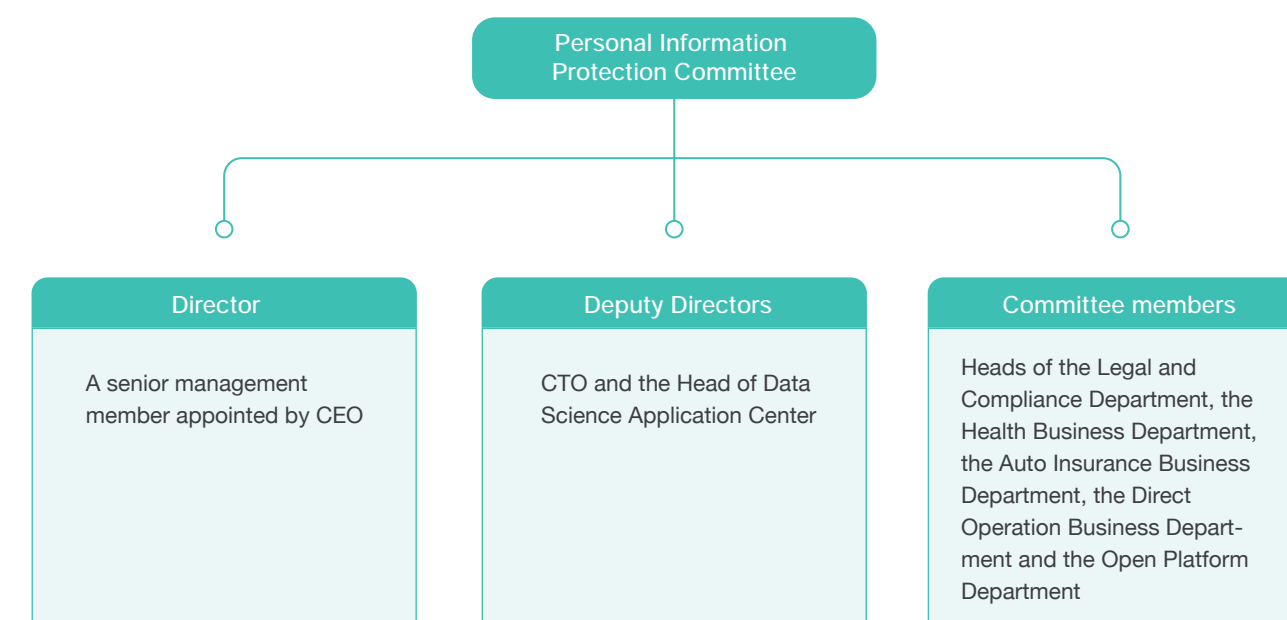 Personal Information
Protection Committee
Director
A senior management
member appointed by CEO
Deputy Directors
CTO and the Head of Data
Science Application Center
Committee members
Heads of the Legal and
Compliance Department, the
Health Business Department,
the Auto Insurance Business
Department, the Direct
Operation Business Depart-
ment and the Open Platform
Department